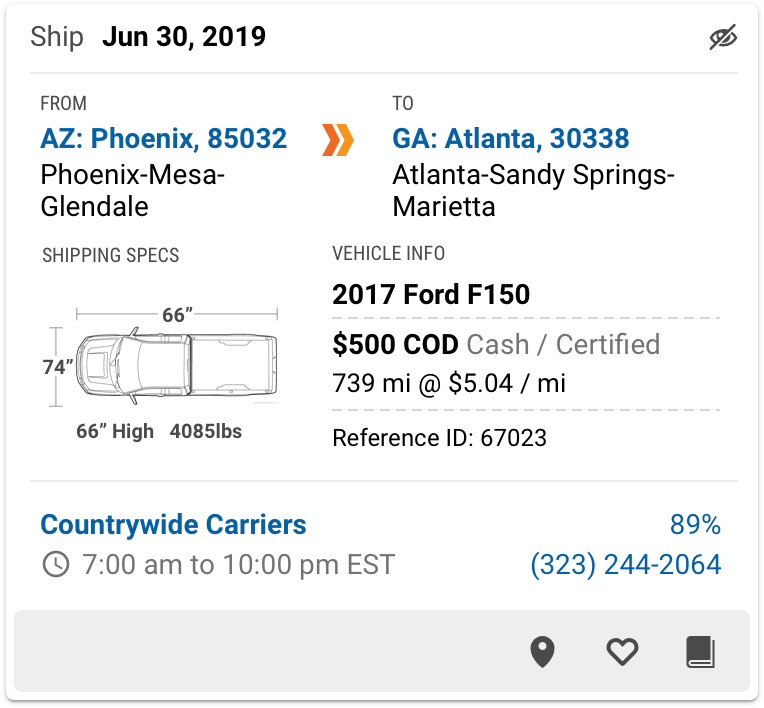 Ship Jun 30, 2019
FROM
AZ: Phoenix, 85032
Phoenix-Mesa-
Glendale
TO
GA: Atlanta, 30338
Atlanta-Sandy Springs-
Marietta
SHIPPING SPECS
66”
74”
66” High 4085lbs
VEHICLE INFO
2017 Ford F150
$500 COD Cash / Certified
739 mi @ $5.04 / mi
Reference ID: 67023
Countrywide Carriers
89%
7:00 am to 10:00 pm EST
(323) 244-2064